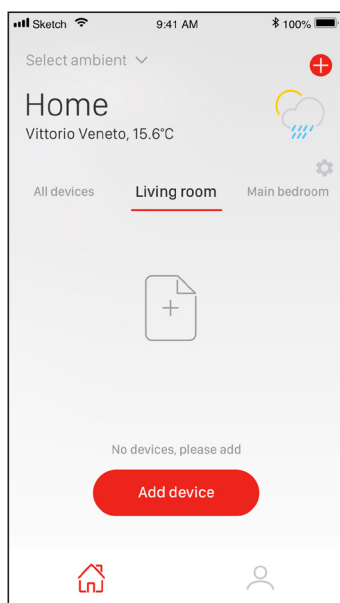 Sketch 9:41 AM 100%
Select ambient
Home
Vittorio Veneto, 15.6°C
All devices Living room Main bedroom
No devices, please add
Add device